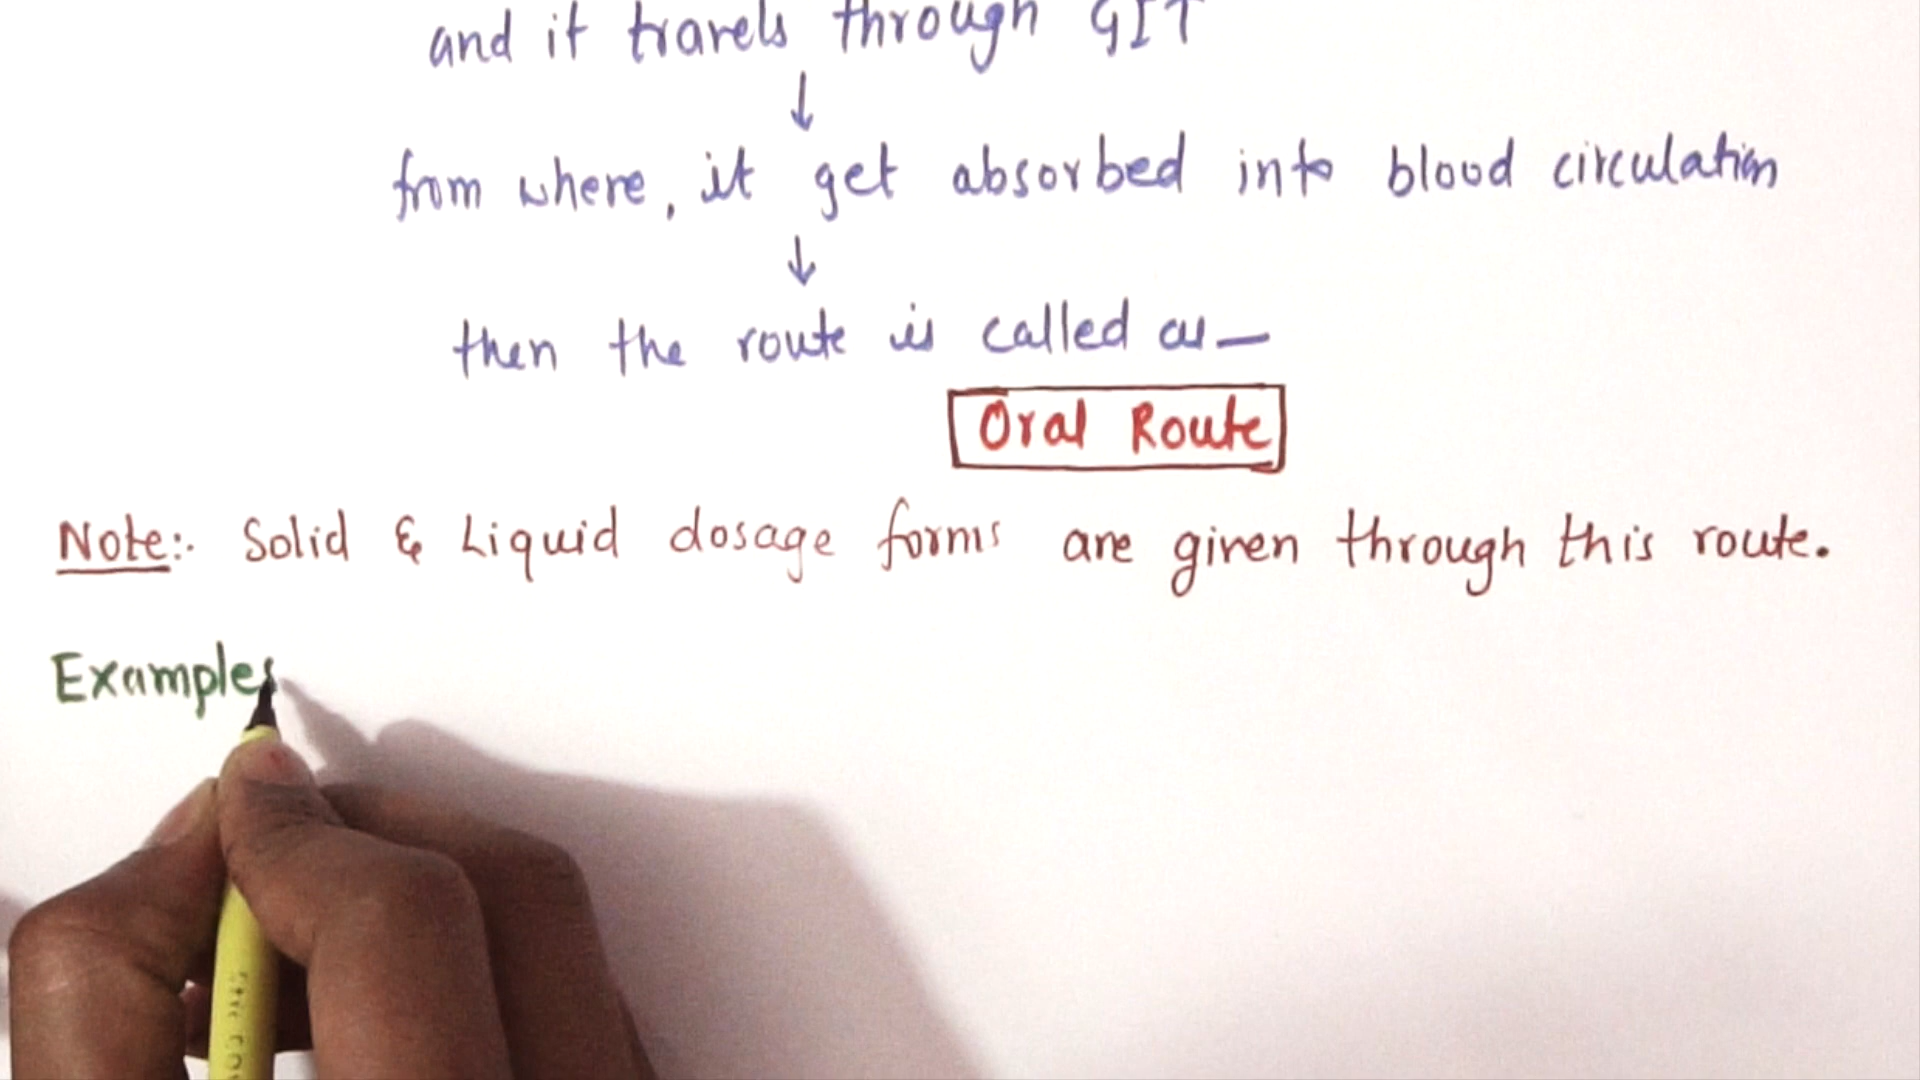 and it travels through GIT
↓
from where, it get absorbed into blood circulation
↓
then the route is called as—
Oral Route
Note:- Solid & Liquid dosage forms are given through this route.
Examples